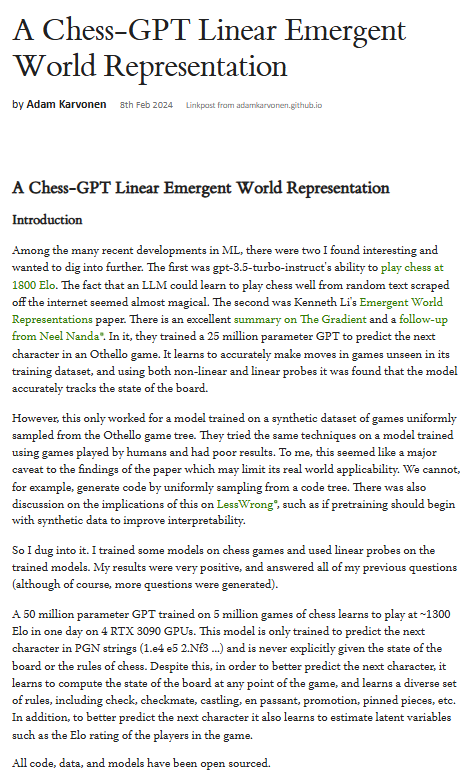 A Chess-GPT Linear Emergent
World Representation
by Adam Karvonen 8th Feb 2024 Linkpost from adamkarvonen.github.io
A Chess-GPT Linear Emergent World Representation
Introduction
Among the many recent developments in ML, there were two I found interesting and
wanted to dig into further. The first was gpt-3.5-turbo-instruct's ability to play chess at
1800 Elo. The fact that an LLM could learn to play chess well from random text scraped
off the internet seemed almost magical. The second was Kenneth Li's Emergent World
Representations paper. There is an excellent summary on The Gradient and a follow-up
from Neel Nanda°. In it, they trained a 25 million parameter GPT to predict the next
character in an Othello game. It learns to accurately make moves in games unseen in its
training dataset, and using both non-linear and linear probes it was found that the model
accurately tracks the state of the board.
However, this only worked for a model trained on a synthetic dataset of games uniformly
sampled from the Othello game tree. They tried the same techniques on a model trained
using games played by humans and had poor results. To me, this seemed like a major
caveat to the findings of the paper which may limit its real world applicability. We cannot,
for example, generate code by uniformly sampling from a code tree. There was also
discussion on the implications of this on LessWrong°, such as if pretraining should begin
with synthetic data to improve interpretability.
So I dug into it. I trained some models on chess games and used linear probes on the
trained models. My results were very positive, and answered all of my previous questions
(although of course, more questions were generated).
A 50 million parameter GPT trained on 5 million games of chess learns to play at ~1300
Elo in one day on 4 RTX 3090 GPUs. This model is only trained to predict the next
character in PGN strings (1.e4 e5 2.Nf3 ...) and is never explicitly given the state of the
board or the rules of chess. Despite this, in order to better predict the next character, it
learns to compute the state of the board at any point of the game, and learns a diverse set
of rules, including check, checkmate, castling, en passant, promotion, pinned pieces, etc.
In addition, to better predict the next character it also learns to estimate latent variables
such as the Elo rating of the players in the game.
All code, data, and models have been open sourced.